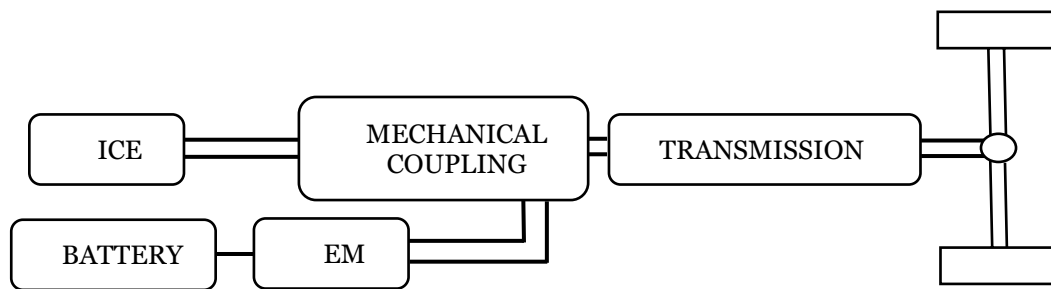 ICE
MECHANICAL
COUPLING
TRANSMISSION
BATTERY
EM